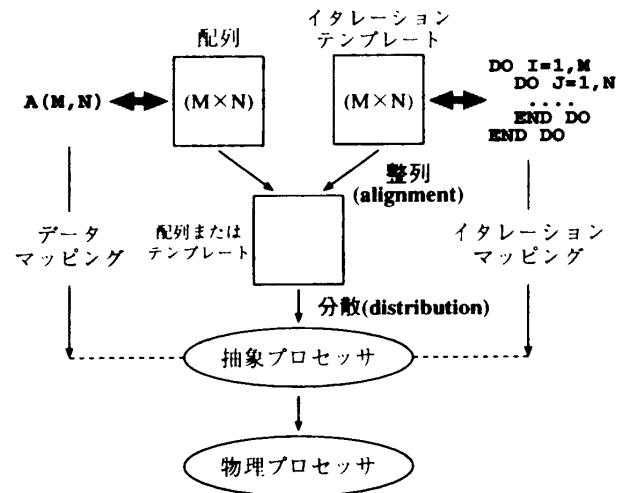 配列
イタレーション
テンプレート
A(M,N)
(M×N)
(M×N)
DO I=1,M
DO J=1,N
....
END DO
END DO
整列
(alignment)
データ
マッピング
配列または
テンプレート
イタレーション
マッピング
分散(distribution)
抽象プロセッサ
物理プロセッサ